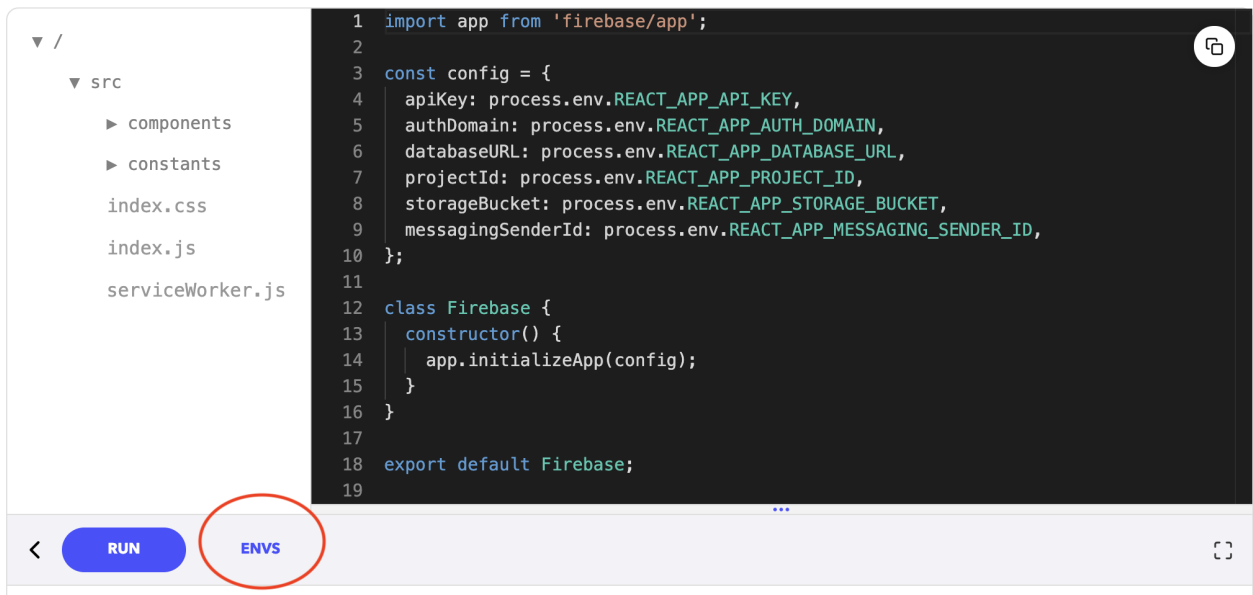 ▼ /
▼ src
▶ components
▶ constants
index.css
index.js
serviceWorker.js
1 import app from 'firebase/app';
2
3 const config = {
4 apiKey: process.env.REACT_APP_API_KEY,
5 authDomain: process.env.REACT_APP_AUTH_DOMAIN,
6 databaseURL: process.env.REACT_APP_DATABASE_URL,
7 projectId: process.env.REACT_APP_PROJECT_ID,
8 storageBucket: process.env.REACT_APP_STORAGE_BUCKET,
9 messagingSenderId: process.env.REACT_APP_MESSAGING_SENDER_ID,
10 };
11
12 class Firebase {
13 constructor() {
14 app.initializeApp(config);
15 }
16 }
17
18 export default Firebase;
19
RUN
ENVS